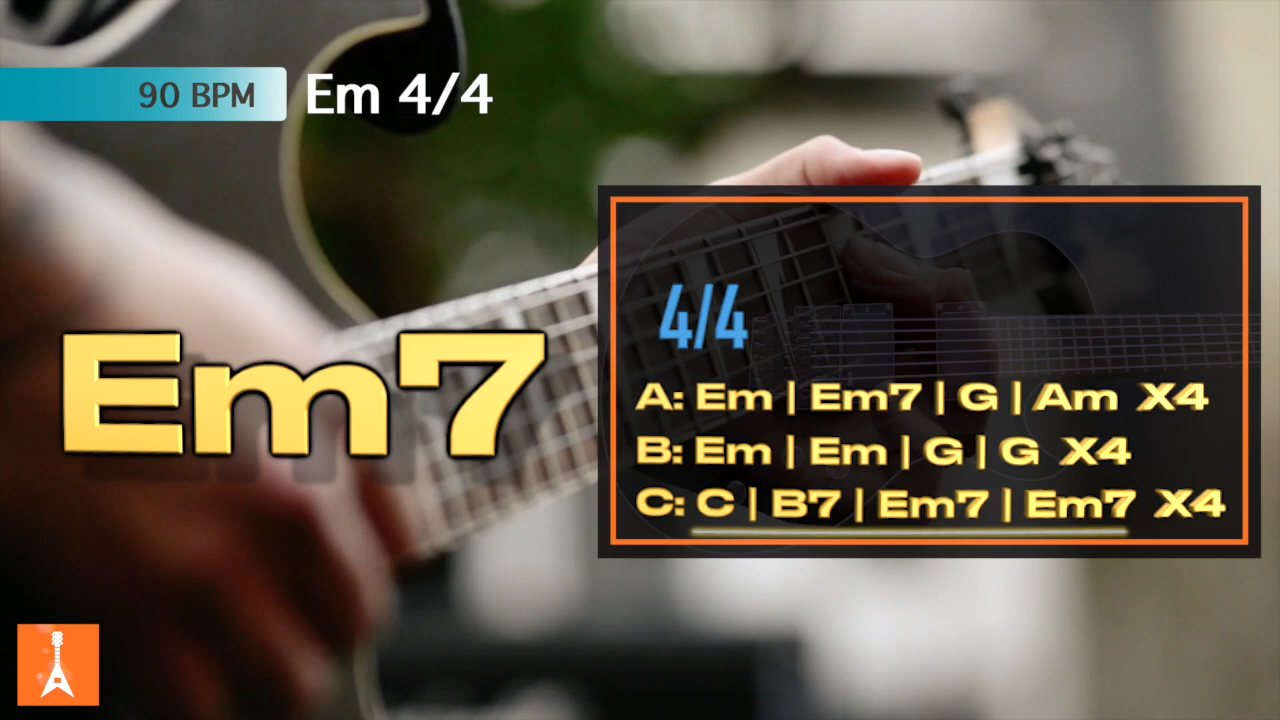 90 BPM
Em 4/4
Em7
4/4
A: Em | Em7 | G | Am X4
B: Em | Em | G | G X4
C: C | B7 | Em7 | Em7 X4